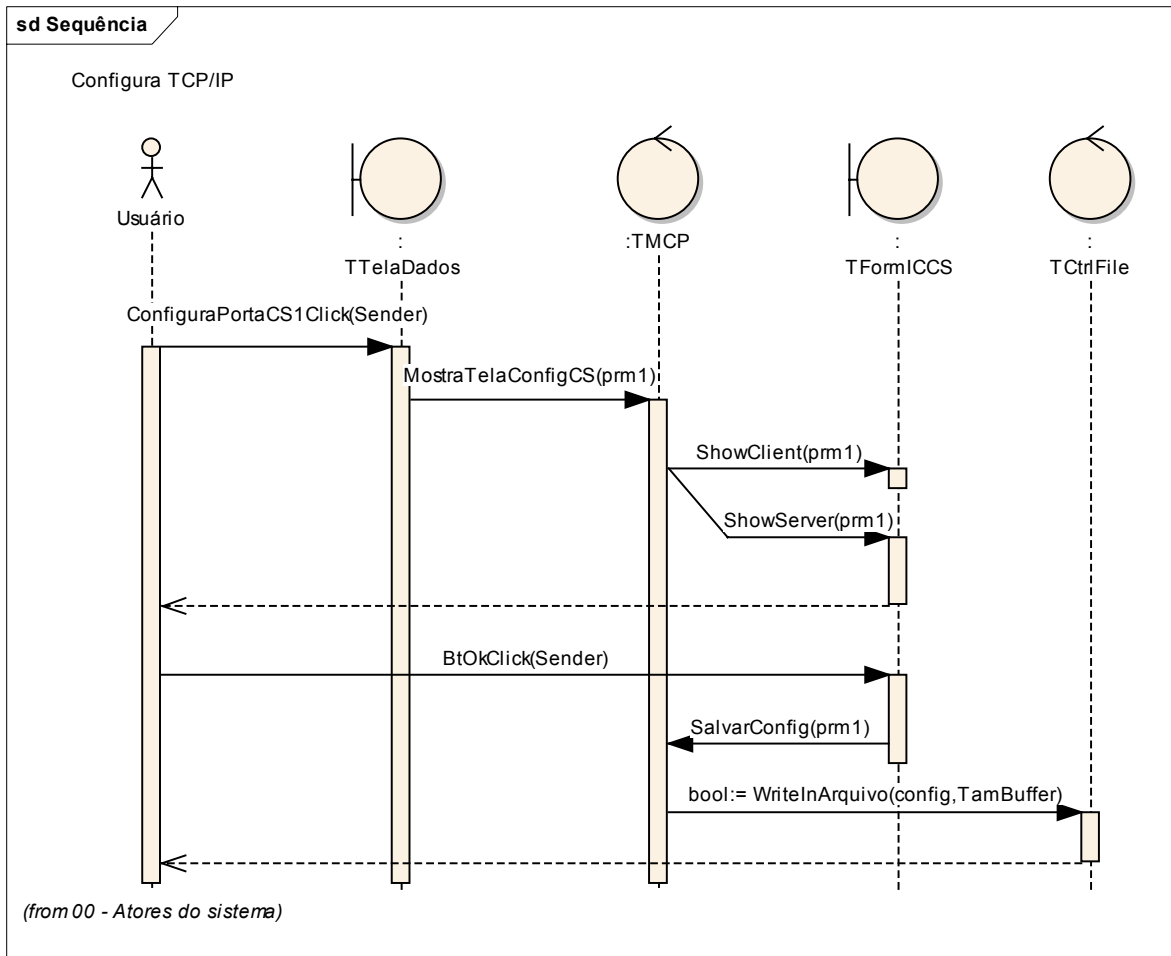 sd Sequência
Configura TCP/IP
Usuário
:
TTelaDados
:TMCP
:
TFormICCS
:
TCtrlFile
ConfiguraPortaCS1Click(Sender)
MostraTelaConfigCS(prm1)
ShowClient(prm1)
ShowServer(prm1)
BtOkClick(Sender)
SalvarConfig(prm1)
bool:= WriteInArquivo(config,TamBuffer)
(from 00 - Atores do sistema)